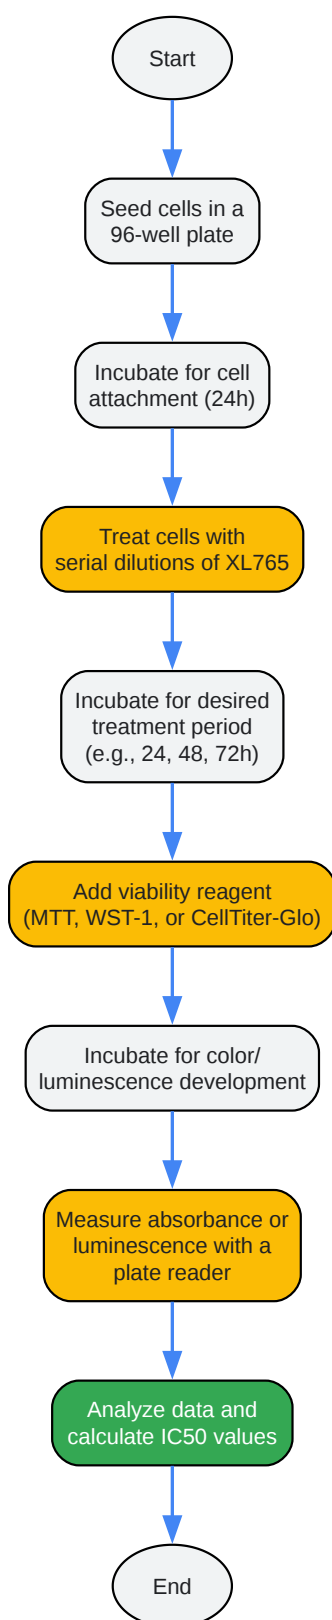 Start
Seed cells in a
96-well plate
Incubate for cell
attachment (24h)
Treat cells with
serial dilutions of XL765
Incubate for desired
treatment period
(e.g., 24, 48, 72h)
Add viability reagent
(MTT, WST-1, or CellTiter-Glo)
Incubate for color/
luminescence development
Measure absorbance or
luminescence with a
plate reader
Analyze data and
calculate IC50 values
End